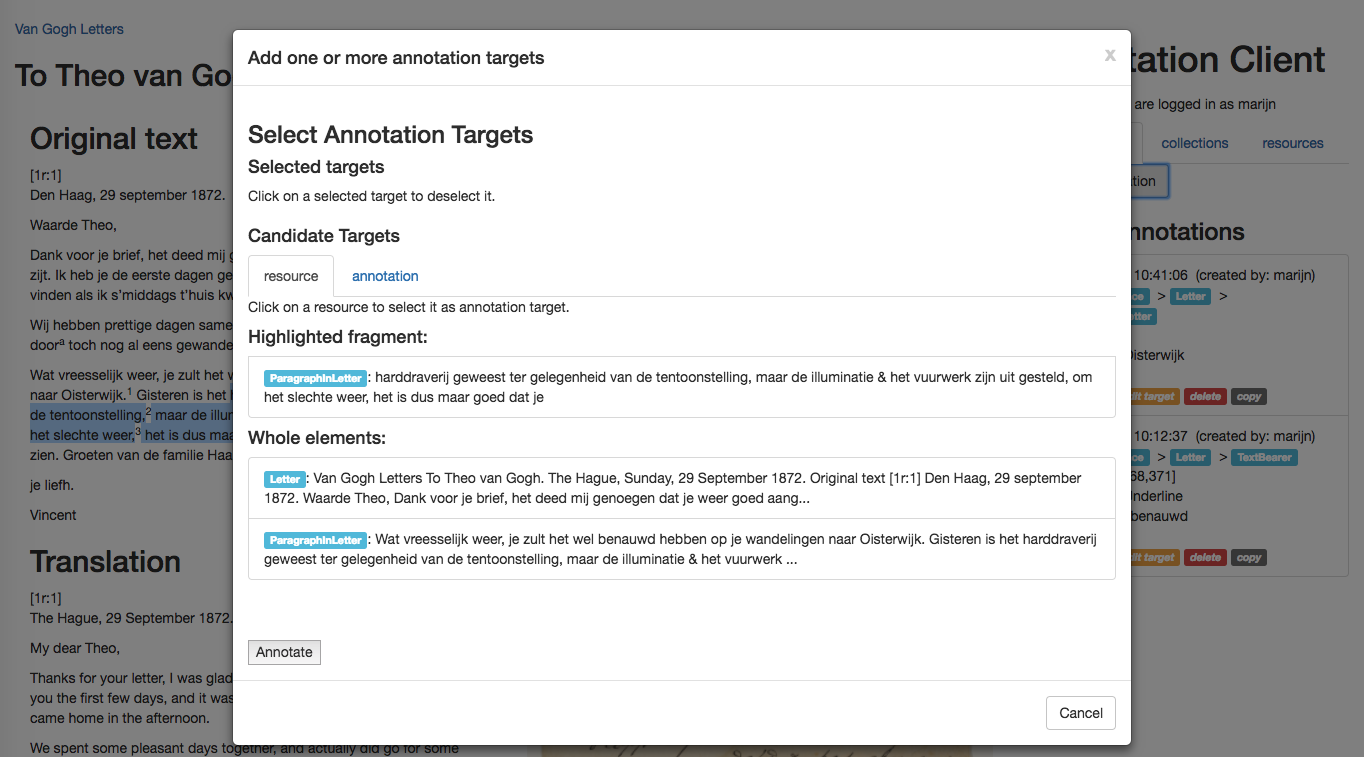 Van Gogh Letters
To Theo van Go
Original text
[1r:1]
Den Haag, 29 september 1872.
Waarde Theo,
Dank voor je brief, het deed mij
zijt. Ik heb je de eerste dagen
vinden als ik s'middags t'huis
Wij hebben prettige dagen
doorᵃ toch nog al eens
Wat vreesselijk weer, je zult het
naar Oisterwijk.¹ Gisteren is het
de tentoonstelling,² maar de
het slechte weer,³ het is dus
zien. Groeten van de familie
je liefh.
Vincent
Translation
[1r:1]
The Hague, 29 September 1872.
My dear Theo,
Thanks for your letter, I was glad
you the first few days, and it was
came home in the afternoon.
We spent some pleasant days together, and actually did go for some
Add one or more annotation targets
x
Select Annotation Targets
Selected targets
Click on a selected target to deselect it.
Candidate Targets
resource annotation
Click on a resource to select it as annotation target.
Highlighted fragment:
ParagraphInLetter: harddraverij geweest ter gelegenheid van de tentoonstelling, maar de illuminatie & het vuurwerk zijn uit gesteld, om
het slechte weer, het is dus maar goed dat je
Whole elements:
Letter: Van Gogh Letters To Theo van Gogh. The Hague, Sunday, 29 September 1872. Original text [1r:1] Den Haag, 29 september
1872. Waarde Theo, Dank voor je brief, het deed mij genoegen dat je weer goed aang...
ParagraphInLetter: Wat vreesselijk weer, je zult het wel benauwd hebben op je wandelingen naar Oisterwijk. Gisteren is het harddraverij
geweest ter gelegenheid van de tentoonstelling, maar de illuminatie & het vuurwerk ...
Annotate
Cancel
tation Client
are logged in as marijn
collections resources
tion
nnotations
10:41:06 (created by: marijn)
ce > Letter >
tter
Oisterwijk
dit target delete copy
10:12:37 (created by: marijn)
ce > Letter > TextBearer
68,371]
Underline
benauwd
dit target delete copy